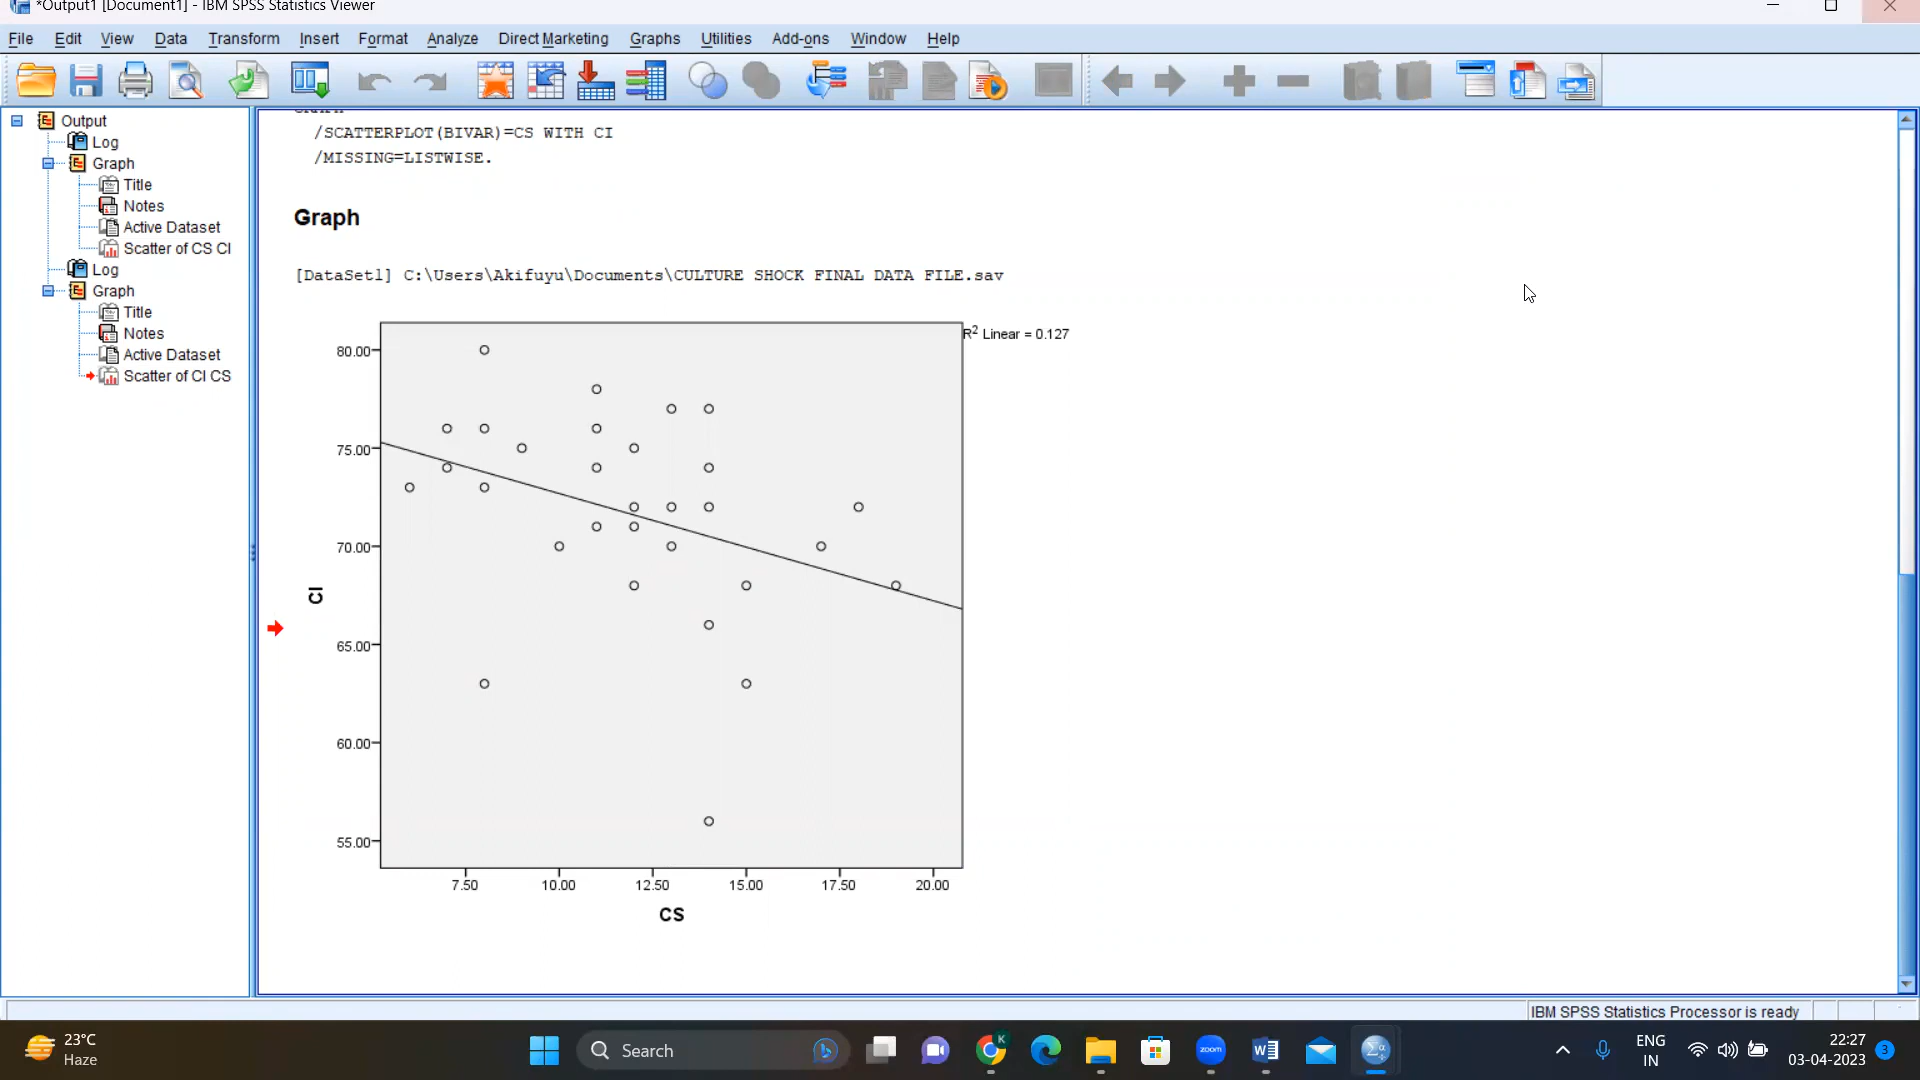 *Output1 [Document1] - IBM SPSS Statistics Viewer
File Edit View Data Transform Insert Format Analyze Direct Marketing Graphs Utilities Add-ons Window Help
Output
Log
Graph
Title
Notes
Active Dataset
Scatter of CS CI
Log
Graph
Title
Notes
Active Dataset
Scatter of CI CS
/SCATTERPLOT(BIVAR)=CS WITH CI
/MISSING=LISTWISE.
Graph
[DataSet1] C:\Users\Akifuyu\Documents\CULTURE SHOCK FINAL DATA FILE.sav
R2 Linear = 0.127
80.00
75.00
70.00
65.00
60.00
55.00
CI
7.50 10.00 12.50 15.00 17.50 20.00
CS
IBM SPSS Statistics Processor is ready
23°C
Haze
Search
K
zoom
W
Σα
ENG
IN
22:27
03-04-2023
3